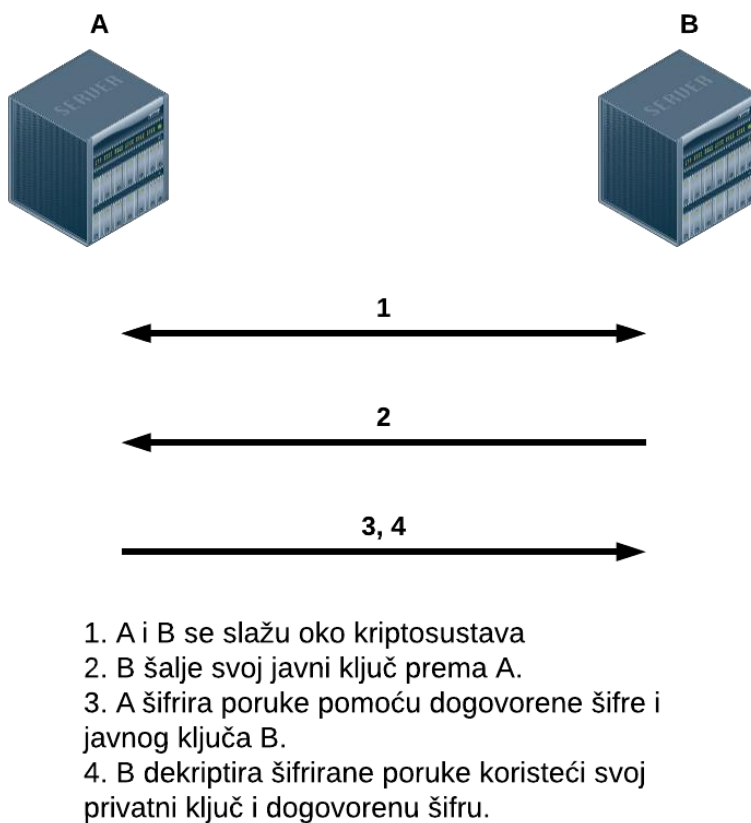 A
B
SERVER
SERVER
1
2
3, 4
1. A i B se slažu oko kriptosustava
2. B šalje svoj javni ključ prema A.
3. A šifrira poruke pomoću dogovorene šifre i
javnog ključa B.
4. B dekriptira šifrirane poruke koristeći svoj
privatni ključ i dogovorenu šifru.